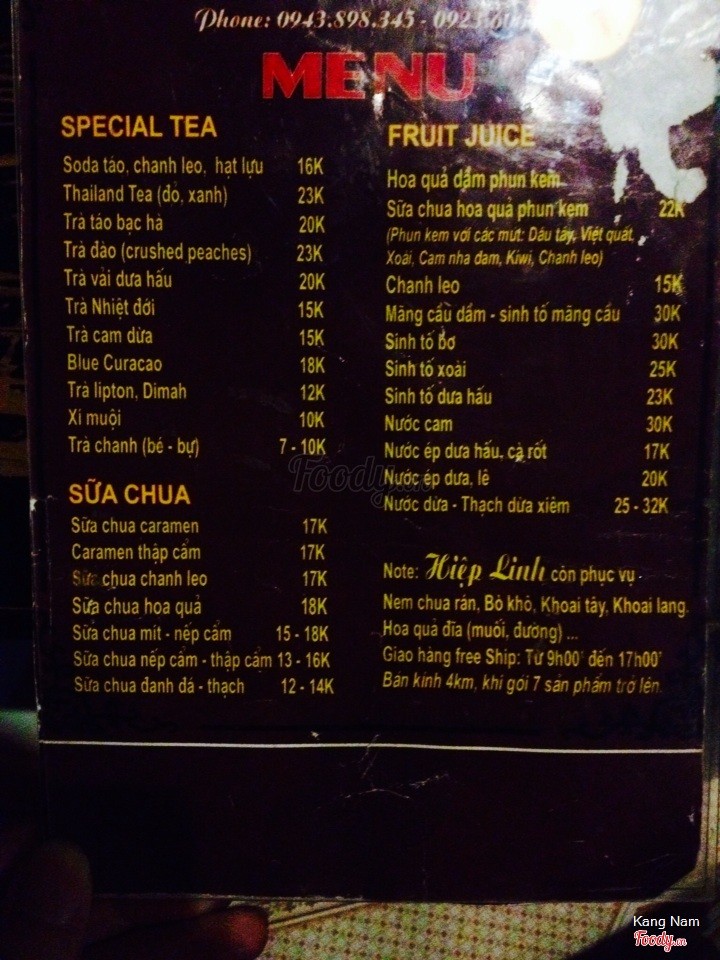 Phone: 0943.898.345 - 0923.
MENU
SPECIAL TEA
Soda táo, chanh leo, hạt lựu 16K
Thailand Tea (đỏ, xanh) 23K
Trà táo bạc hà 20K
Trà đào (crushed peaches) 23K
Trà vải dưa hấu 20K
Trà Nhiệt đới 15K
Trà cam dừa 15K
Blue Curacao 18K
Trà lipton, Dimah 12K
Xí muội 10K
Trà chanh (bé - bự) 7 - 10K
SỮA CHUA
Sữa chua caramen 17K
Caramen thập cẩm 17K
Sữa chua chanh leo 17K
Sữa chua hoa quả 18K
Sữa chua mít - nếp cẩm 15 - 18K
Sữa chua nếp cẩm - thập cẩm 13 - 16K
Sữa chua đánh đá - thạch 12 - 14K
FRUIT JUICE
Hoa quả dầm phun kem
Sữa chua hoa quả phun kem 22K
(Phun kem với các mứt: Dâu tây, Việt quất,
Xoài, Cam nha đam, Kiwi, Chanh leo)
Chanh leo 15K
Mãng cầu dầm - sinh tố mãng cầu 30K
Sinh tố bơ 30K
Sinh tố xoài 25K
Sinh tố dưa hấu 23K
Nước cam 30K
Nước ép dưa hấu, cà rốt 17K
Nước ép dưa, lê 20K
Nước dừa - Thạch dừa xiêm 25 - 32K
Note: Hiệp Linh còn phục vụ
Nem chua rán, Bò khô, Khoai tây, Khoai lang.
Hoa quả đĩa (muối, đường) ...
Giao hàng free Ship: Từ 9h00' đến 17h00'
Bán kính 4km, khi gọi 7 sản phẩm trở lên.
Foody.vn
Kang Nam
Foody.vn